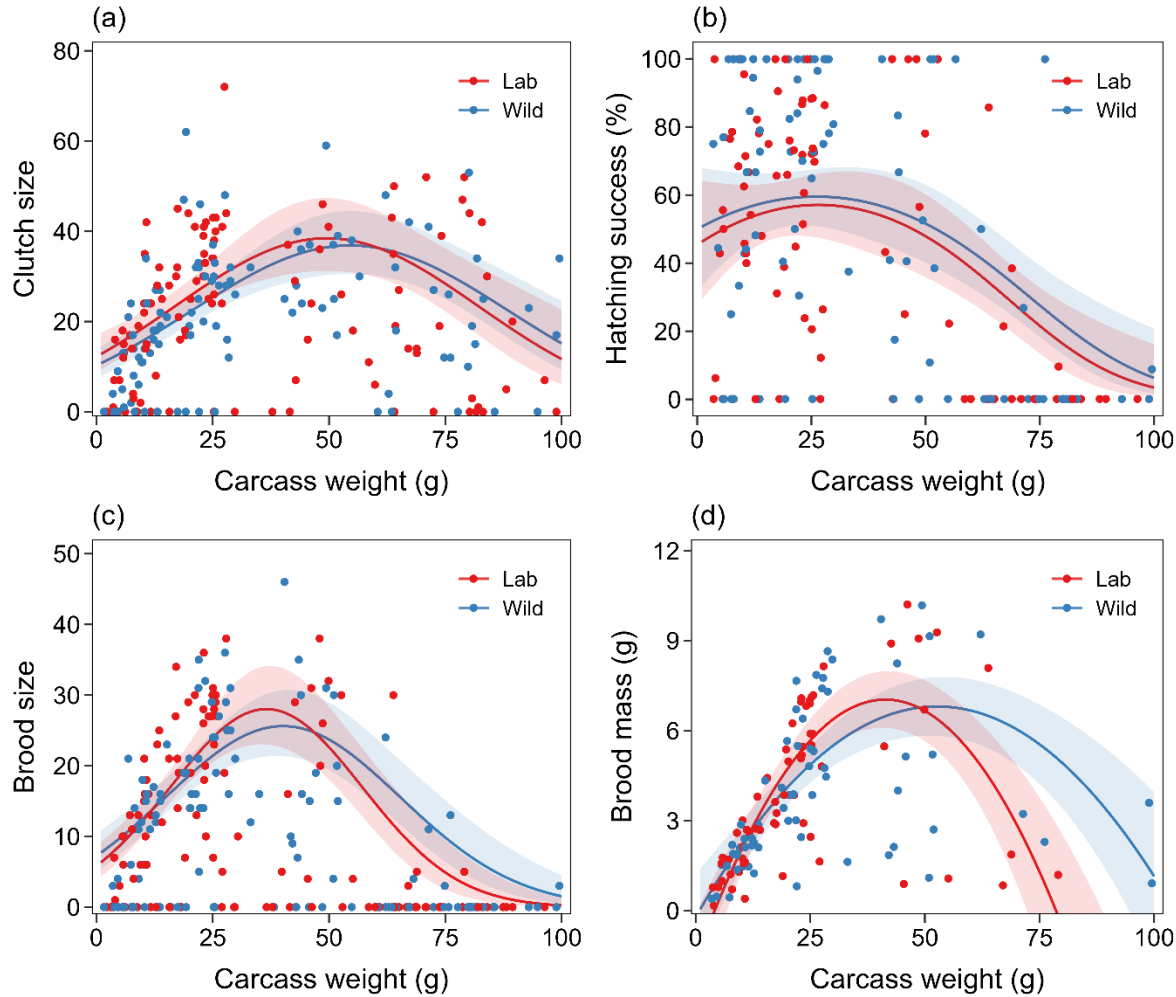 (a)
80
60
40
20
0
Clutch size
Lab
Wild
0 25 50 75 100
Carcass weight (g)
(b)
100
80
60
40
20
0
Hatching success (%)
Lab
Wild
0 25 50 75 100
Carcass weight (g)
(c)
50
40
30
20
10
0
Brood size
Lab
Wild
0 25 50 75 100
Carcass weight (g)
(d)
12
9
6
3
0
Brood mass (g)
Lab
Wild
0 25 50 75 100
Carcass weight (g)